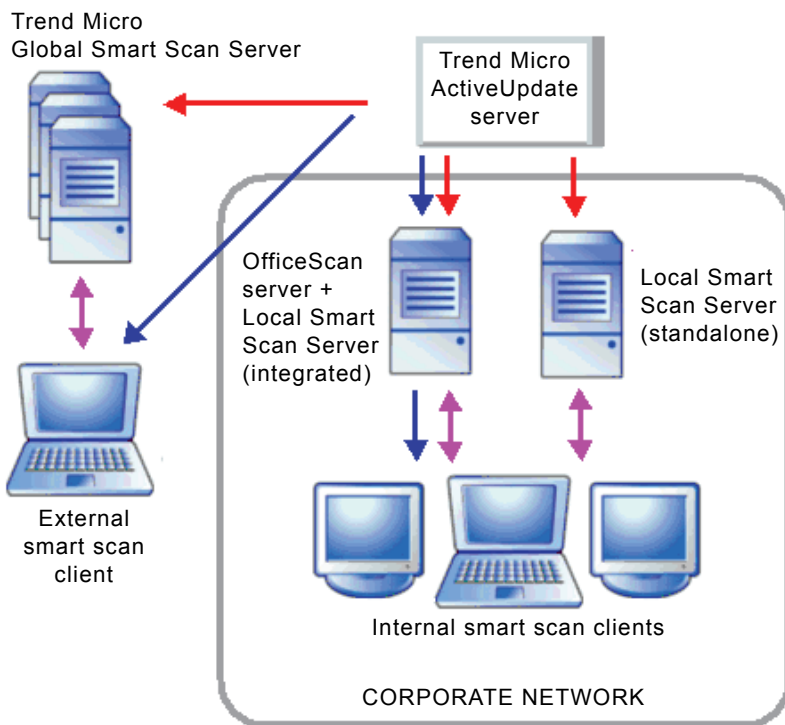 Trend Micro
Global Smart Scan Server
Trend Micro
ActiveUpdate
server
OfficeScan
server +
Local Smart
Scan Server
(integrated)
Local Smart
Scan Server
(standalone)
External
smart scan
client
Internal smart scan clients
CORPORATE NETWORK